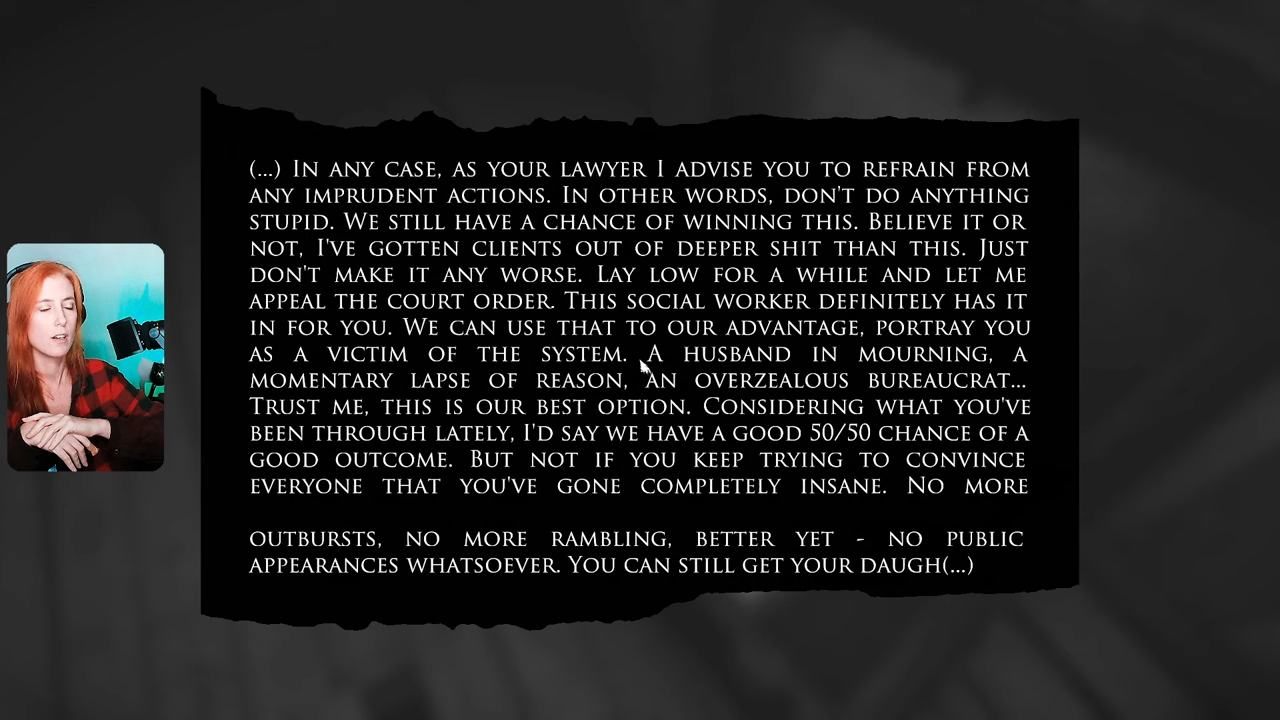 (...) In any case, as your lawyer I advise you to refrain from
any imprudent actions. In other words, don't do anything
stupid. We still have a chance of winning this. Believe it or
not, I've gotten clients out of deeper shit than this. Just
don't make it any worse. Lay low for a while and let me
appeal the court order. This social worker definitely has it
in for you. We can use that to our advantage, portray you
as a victim of the system. A husband in mourning, a
momentary lapse of reason, an overzealous bureaucrat...
Trust me, this is our best option. Considering what you've
been through lately, I'd say we have a good 50/50 chance of a
good outcome. But not if you keep trying to convince
everyone that you've gone completely insane. No more
outbursts, no more rambling, better yet - no public
appearances whatsoever. You can still get your daugh(...)